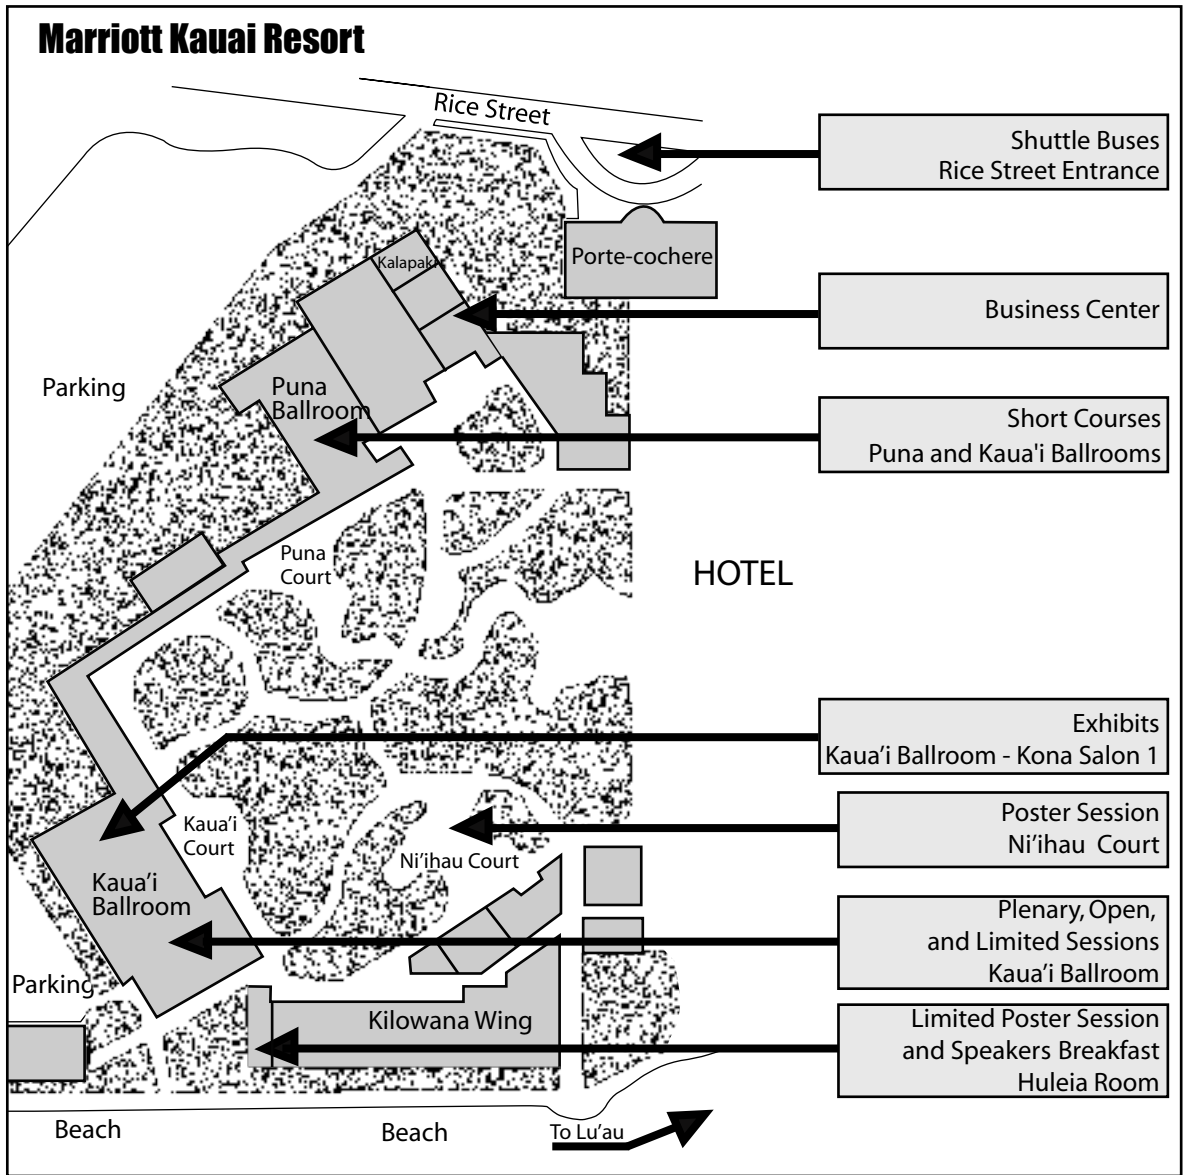 Marriott Kauai Resort
Rice Street
Shuttle Buses
Rice Street Entrance
Porte-cochere
Kalapaki
Business Center
Parking
Puna
Ballroom
Short Courses
Puna and Kaua'i Ballrooms
Puna
Court
HOTEL
Exhibits
Kaua’i Ballroom - Kona Salon 1
Kaua’i
Court
Poster Session
Ni’ihau Court
Ni’ihau Court
Kaua’i
Ballroom
Plenary, Open,
and Limited Sessions
Kaua’i Ballroom
Parking
Kilowana Wing
Limited Poster Session
and Speakers Breakfast
Huleia Room
Beach
Beach
To Lu’au